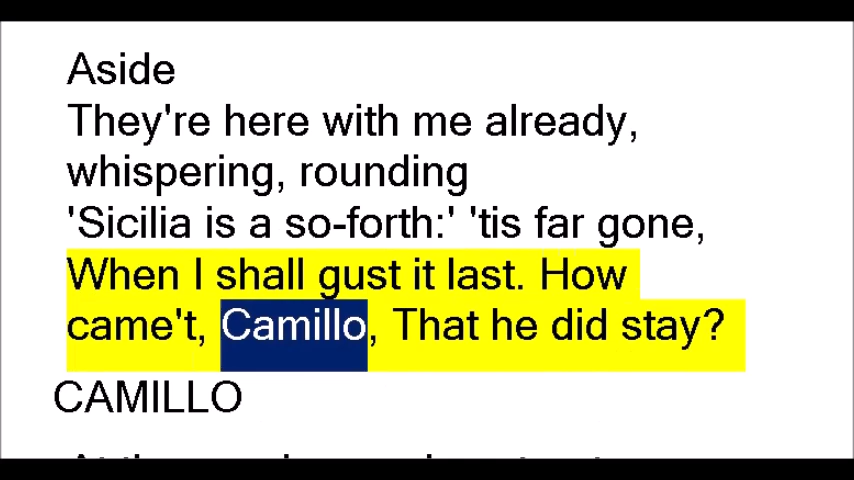 Aside
They're here with me already,
whispering, rounding
'Sicilia is a so-forth:' 'tis far gone,
When I shall gust it last. How
came't, Camillo, That he did stay?
CAMILLO